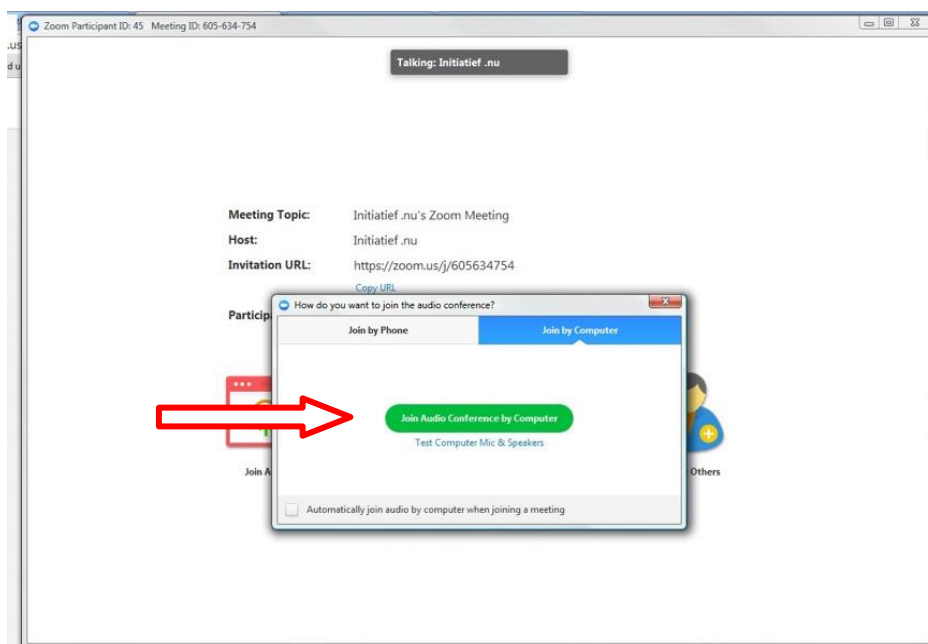 Zoom Participant ID: 45 Meeting ID: 605-634-754
.us
d u
Talking: Initiatief .nu
Meeting Topic: Initiatief .nu's Zoom Meeting
Host: Initiatief .nu
Invitation URL: https://zoom.us/j/605634754
Copy URL
Particip
How do you want to join the audio conference?
Join by Phone Join by Computer
Join Audio Conference by Computer
Test Computer Mic & Speakers
Join A
Others
Automatically join audio by computer when joining a meeting